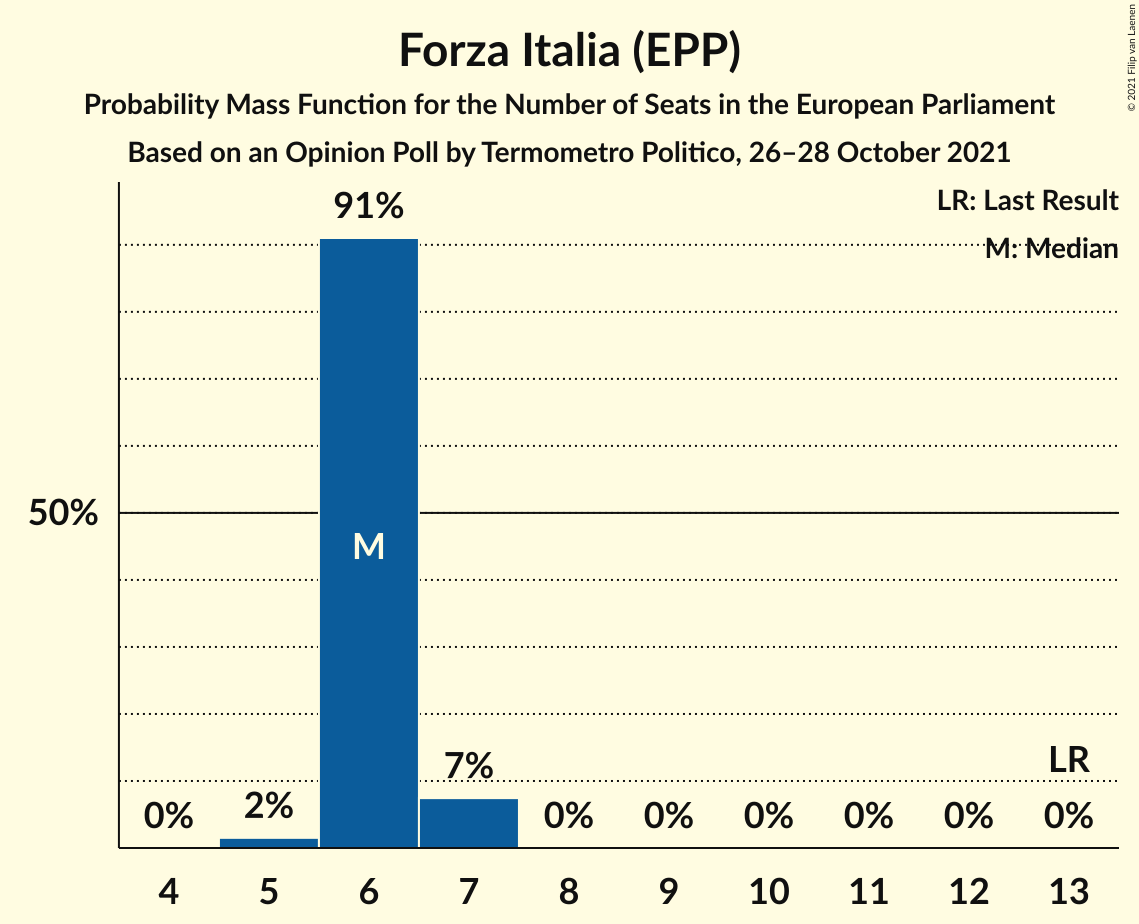 Forza Italia (EPP)
Probability Mass Function for the Number of Seats in the European Parliament
Based on an Opinion Poll by Termometro Politico, 26–28 October 2021
© 2021 Filip van Laenen
LR: Last Result
M: Median
91%
50%
M
7%
LR
0%
2%
0%
0%
0%
0%
0%
0%
4 5 6 7 8 9 10 11 12 13